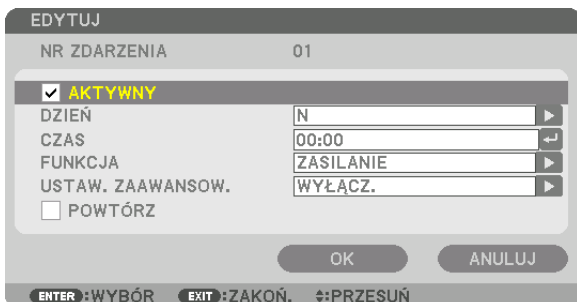 EDYTUJ
NR ZDARZENIA 01
AKTYWNY
DZIEŃ N
CZAS 00:00
FUNKCJA ZASILANIE
USTAW. ZAAWANSOW. WYŁĄCZ.
POWTÓRZ
OK ANULUJ
ENTER :WYBÓR EXIT :ZAKOŃ. :PRZESUŃ